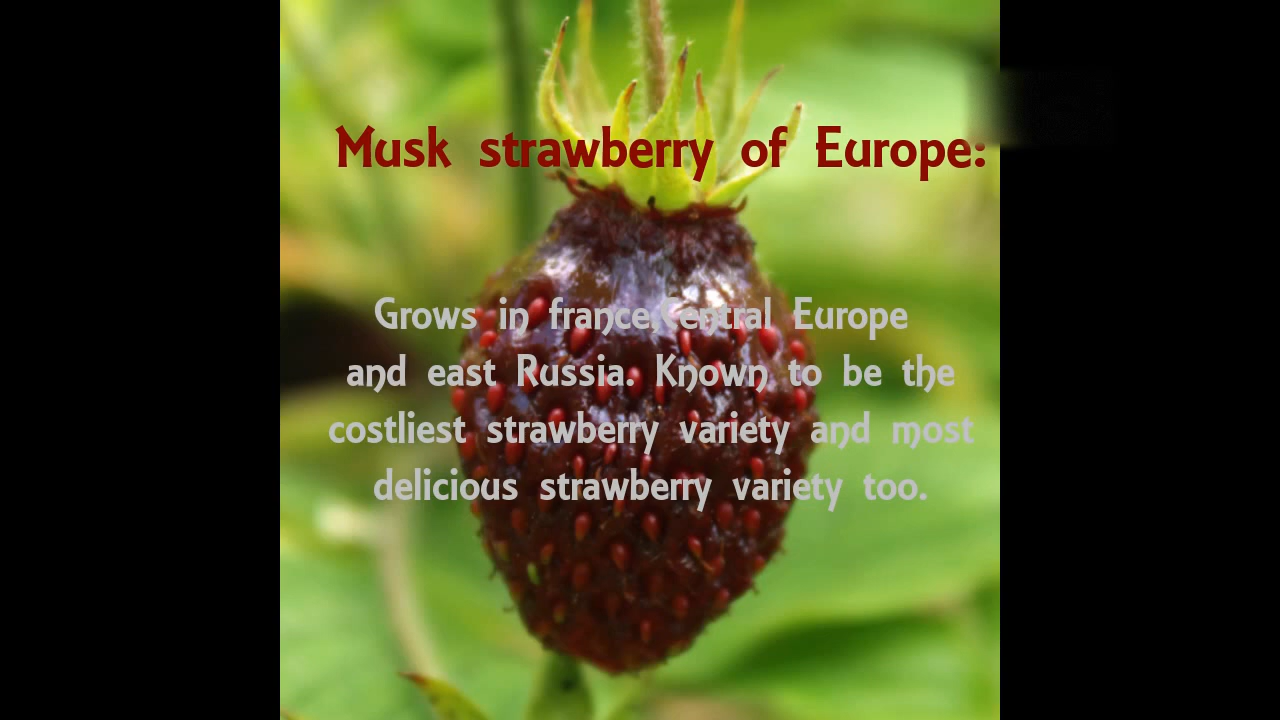 Musk strawberry of Europe:
Grows in france,Central Europe
and east Russia. Known to be the
costliest strawberry variety and most
delicious strawberry variety too.